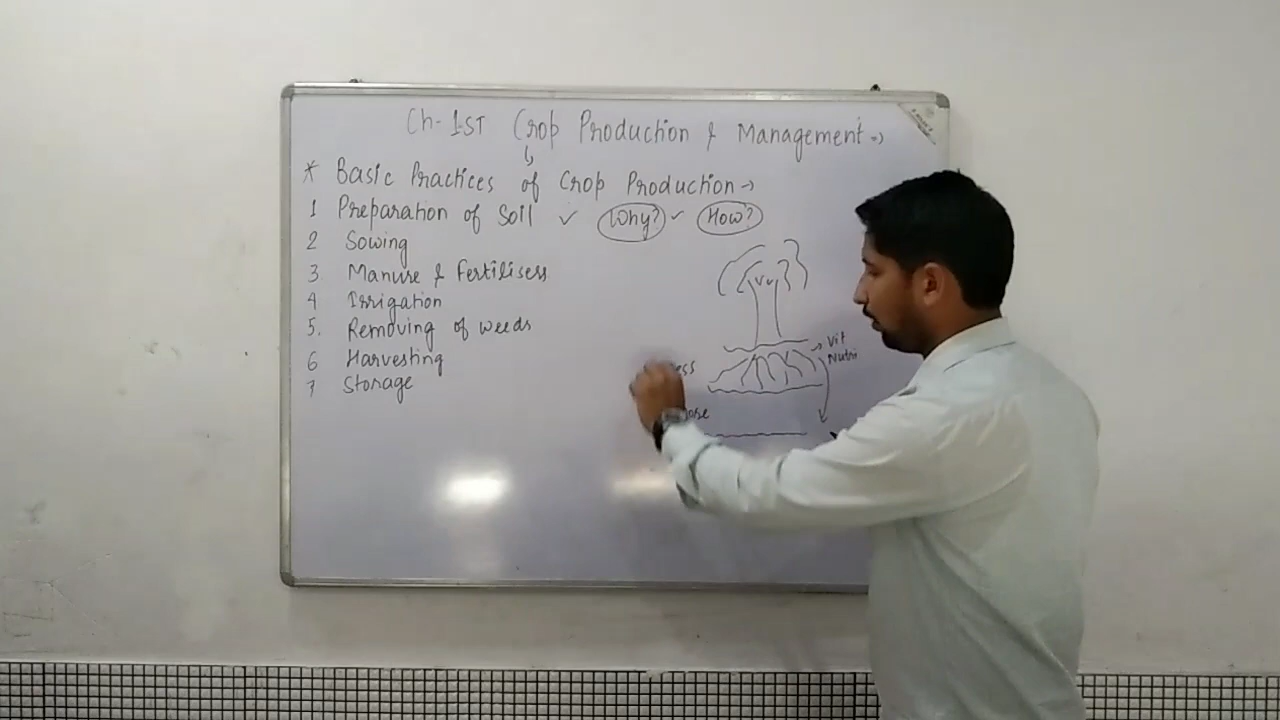 Ch- 1ST Crop Production & Management →
* Basic Practices of Crop Production →
1 Preparation of Soil ✓ Why? ✓ How?
2 Sowing
3. Manure & Fertilisers
4 Irrigation
5. Removing of weeds
6 Harvesting
7 Storage
→ Vit
Nutri